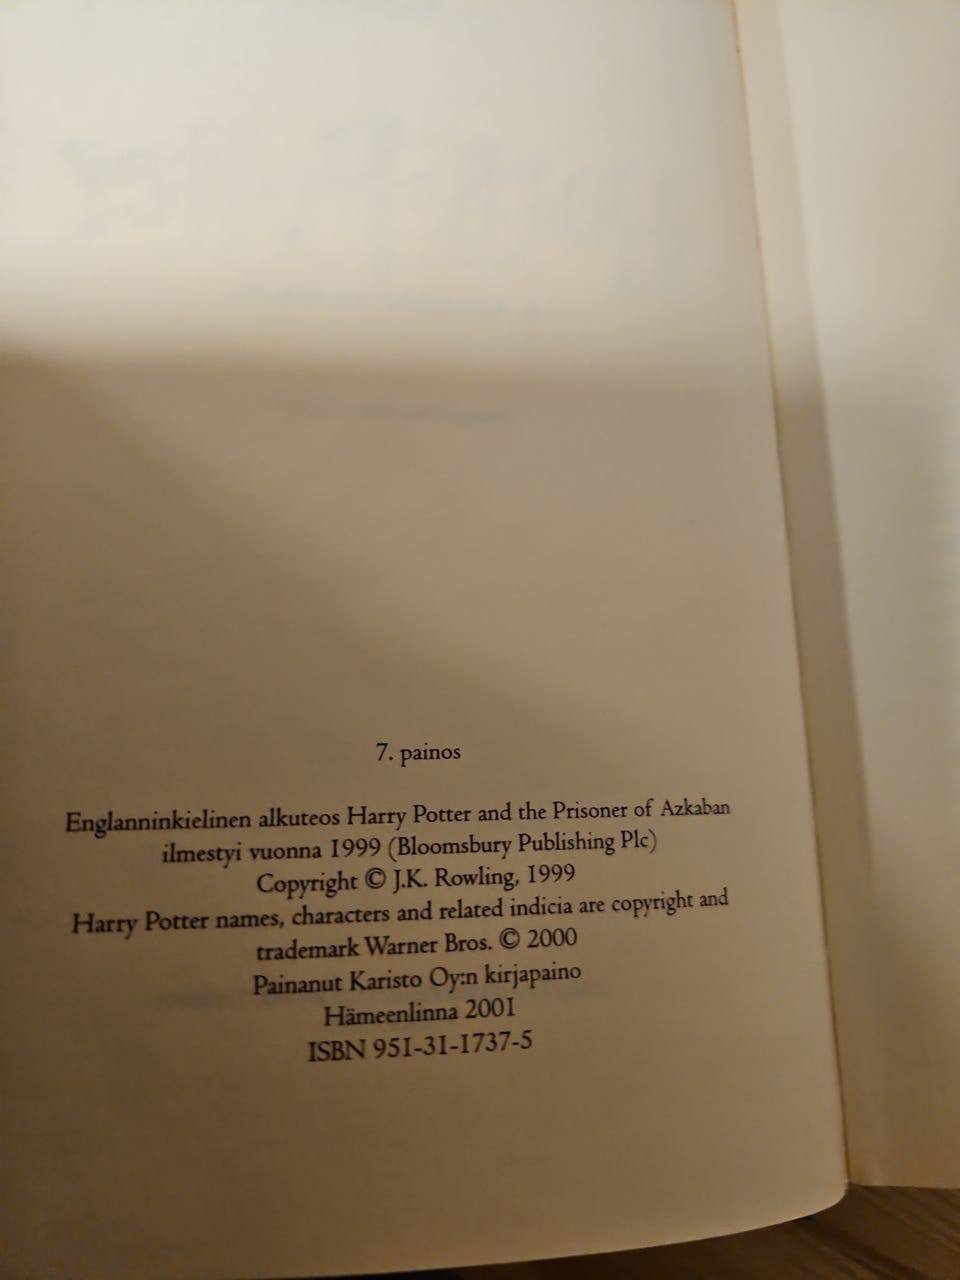 7. painos
Englanninkielinen alkuteos Harry Potter and the Prisoner of Azkaban
ilmestyi vuonna 1999 (Bloomsbury Publishing Plc)
Copyright © J.K. Rowling, 1999
Harry Potter names, characters and related indicia are copyright and
trademark Warner Bros. © 2000
Painanut Karisto Oy:n kirjapaino
Hämeenlinna 2001
ISBN 951-31-1737-5